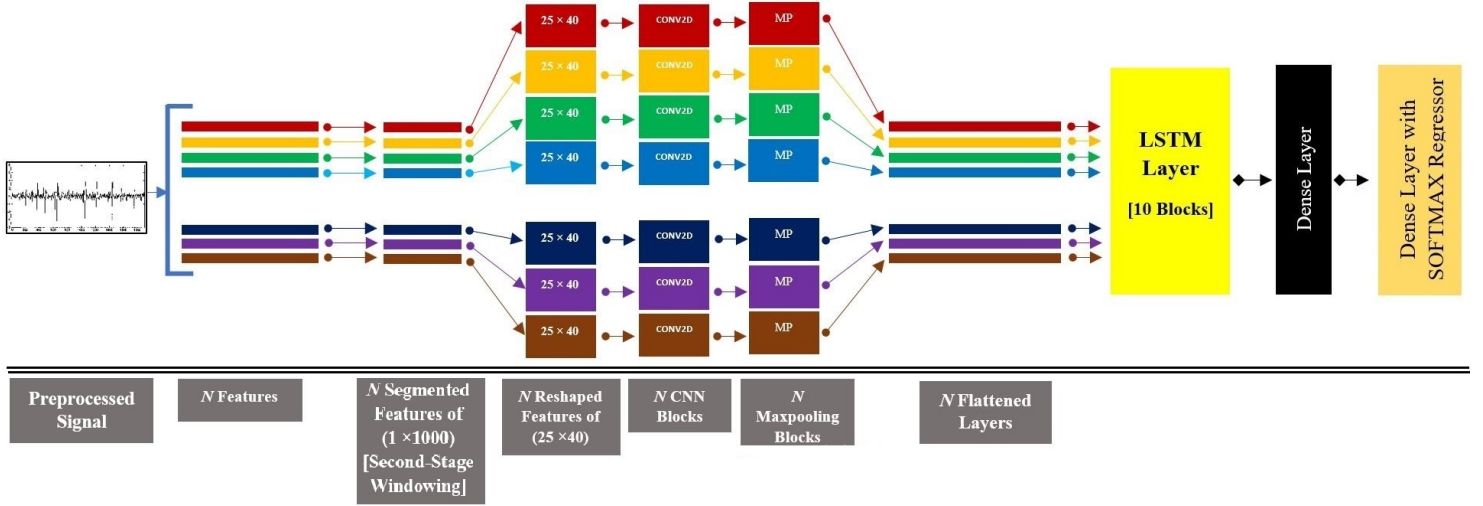 25 × 40 CONV2D MP
25 × 40 CONV2D MP
25 × 40 CONV2D MP
25 × 40 CONV2D MP
25 × 40 CONV2D MP
25 × 40 CONV2D MP
25 × 40 CONV2D MP
LSTM
Layer
[10 Blocks]
Dense Layer
Dense Layer with
SOFTMAX Regressor
Preprocessed
Signal
N Features
N Segmented
Features of
(1 ×1000)
[Second-Stage
Windowing]
N Reshaped
Features of
(25 ×40)
N CNN
Blocks
N
Maxpooling
Blocks
N Flattened
Layers